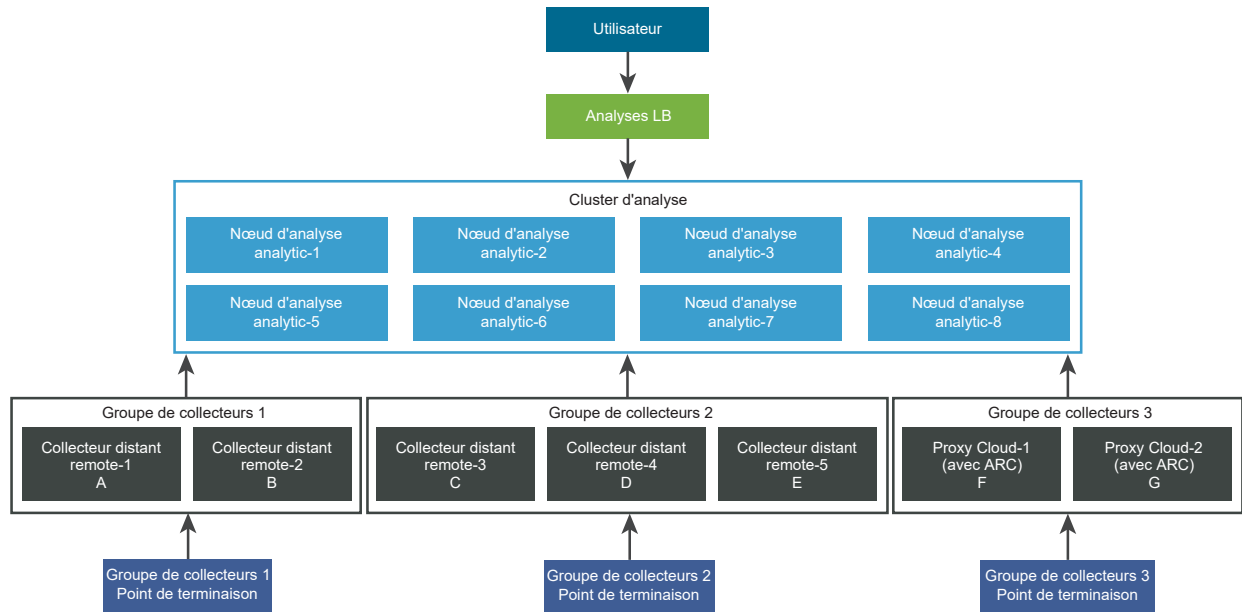 Utilisateur
Analyses LB
Cluster d'analyse
Nœud d'analyse
analytic-1
Nœud d'analyse
analytic-2
Nœud d'analyse
analytic-3
Nœud d'analyse
analytic-4
Nœud d'analyse
analytic-5
Nœud d'analyse
analytic-6
Nœud d'analyse
analytic-7
Nœud d'analyse
analytic-8
Groupe de collecteurs 1
Collecteur distant
remote-1
A
Collecteur distant
remote-2
B
Groupe de collecteurs 2
Collecteur distant
remote-3
C
Collecteur distant
remote-4
D
Collecteur distant
remote-5
E
Groupe de collecteurs 3
Proxy Cloud-1
(avec ARC)
F
Proxy Cloud-2
(avec ARC)
G
Groupe de collecteurs 1
Point de terminaison
Groupe de collecteurs 2
Point de terminaison
Groupe de collecteurs 3
Point de terminaison